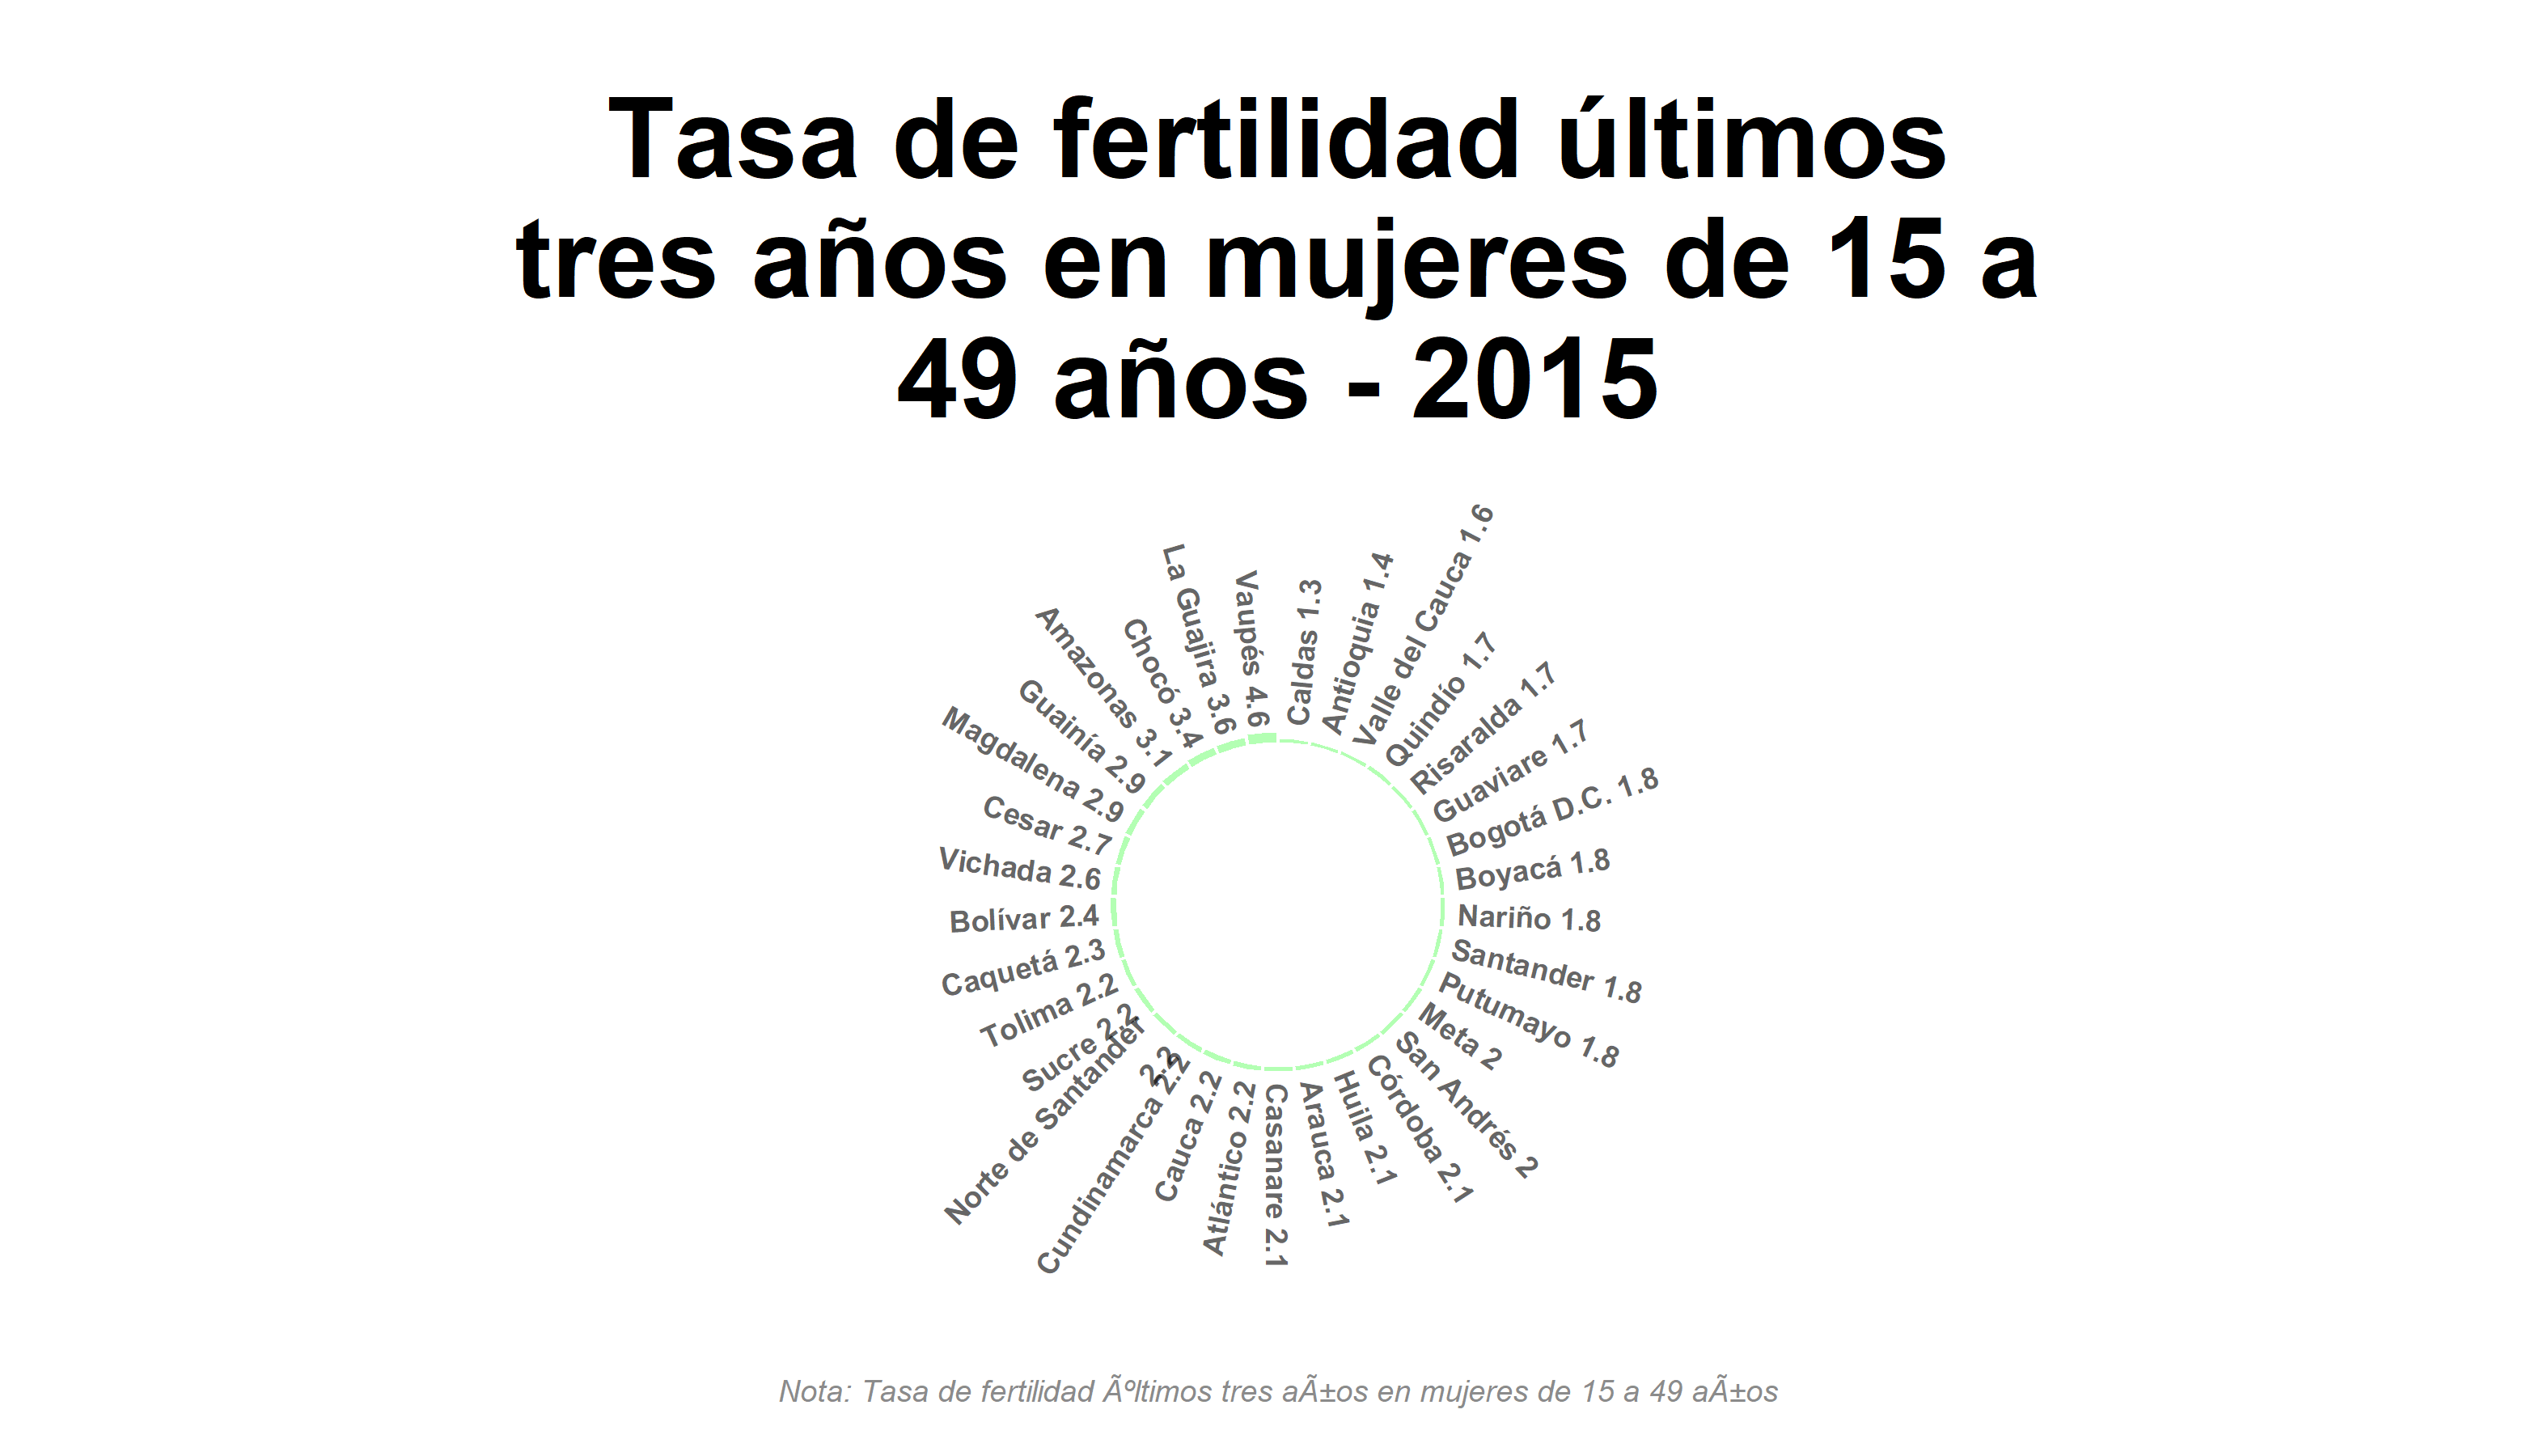 Tasa de fertilidad últimos
tres años en mujeres de 15 a
49 años - 2015
Caldas 1.3
Antioquia 1.4
Valle del Cauca 1.6
Quindío 1.7
Risaralda 1.7
Guaviare 1.7
Bogotá D.C. 1.8
Boyacá 1.8
Nariño 1.8
Santander 1.8
Putumayo 1.8
Meta 2
San Andrés 2
Córdoba 2.1
Huila 2.1
Arauca 2.1
Casanare 2.1
Atlántico 2.2
Cauca 2.2
Cundinamarca 2.2
Norte de Santander
2.2
Sucre 2.2
Tolima 2.2
Caquetá 2.3
Bolívar 2.4
Vichada 2.6
Cesar 2.7
Magdalena 2.9
Guainía 2.9
Amazonas 3.1
Chocó 3.4
La Guajira 3.6
Vaupés 4.6
Nota: Tasa de fertilidad Ãºltimos tres aÃ±os en mujeres de 15 a 49 aÃ±os